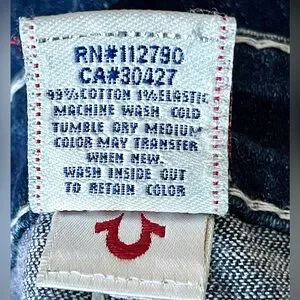 RN#112790
CA#30427
99%COTTON 1%ELASTIC
MACHINE WASH COLD
TUMBLE DRY MEDIUM
COLOR MAY TRANSFER
WHEN NEW.
WASH INSIDE OUT
TO RETAIN COLOR